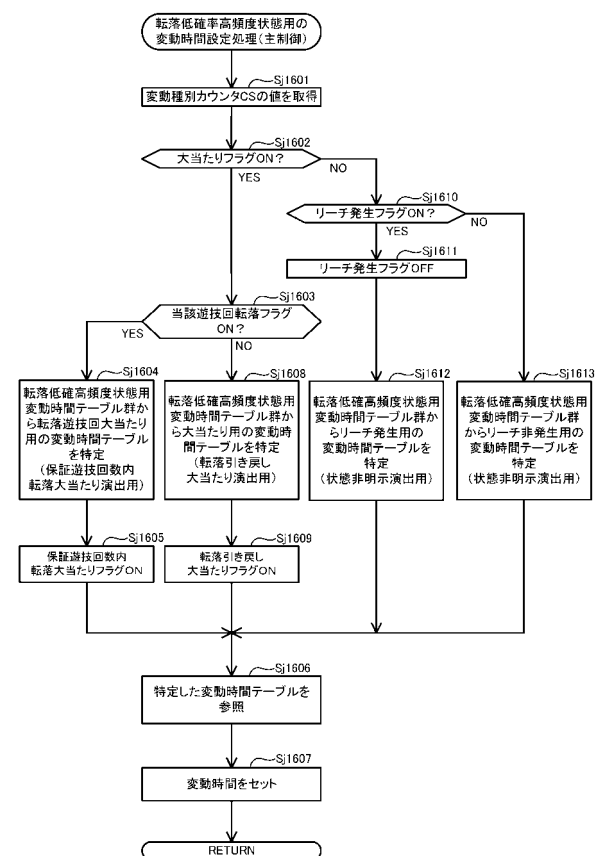 転落低確率高頻度状態用の
変動時間設定処理(主制御)
Sj1601
変動種別カウンタCSの値を取得
Sj1602
大当たりフラグON?
YES
NO
Sj1610
リーチ発生フラグON?
YES
NO
Sj1611
リーチ発生フラグOFF
Sj1603
当該遊技回転落フラグ
ON?
YES
NO
Sj1604
転落低確高頻度状態用
変動時間テーブル群か
ら転落遊技回大当たり
用の変動時間テーブル
を特定
(保証遊技回数内
転落大当たり演出用)
Sj1608
転落低確高頻度状態用
変動時間テーブル群か
ら大当たり用の変動時
間テーブルを特定
(転落引き戻し
大当たり演出用)
Sj1612
転落低確高頻度状態用
変動時間テーブル群か
らリーチ発生用の
変動時間テーブルを
特定
(状態非明示演出用)
Sj1613
転落低確高頻度状態用
変動時間テーブル群
からリーチ非発生用の
変動時間テーブルを
特定
(状態非明示演出用)
Sj1605
保証遊技回数内
転落大当たりフラグON
Sj1609
転落引き戻し
大当たりフラグON
Sj1606
特定した変動時間テーブルを
参照
Sj1607
変動時間をセット
RETURN